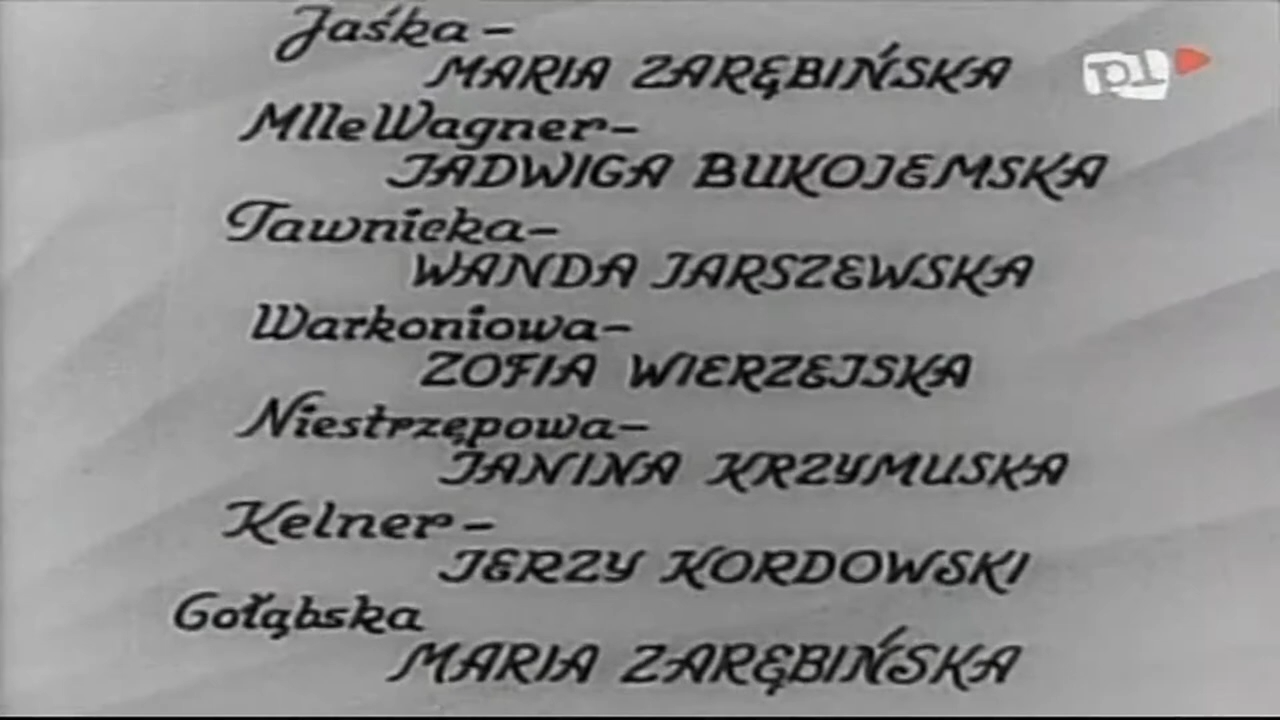 Jaśka –
MARIA ZARĘBIŃSKA
Mlle Wagner –
JADWIGA BUKOJEMSKA
Tawnicka –
WANDA JARSZEWSKA
Warkoniowa –
ZOFIA WIERZEJSKA
Niestrzępowa –
JANINA KRZYMUSKA
Kelner –
JERZY KORDOWSKI
Gołąbska
MARIA ZARĘBIŃSKA